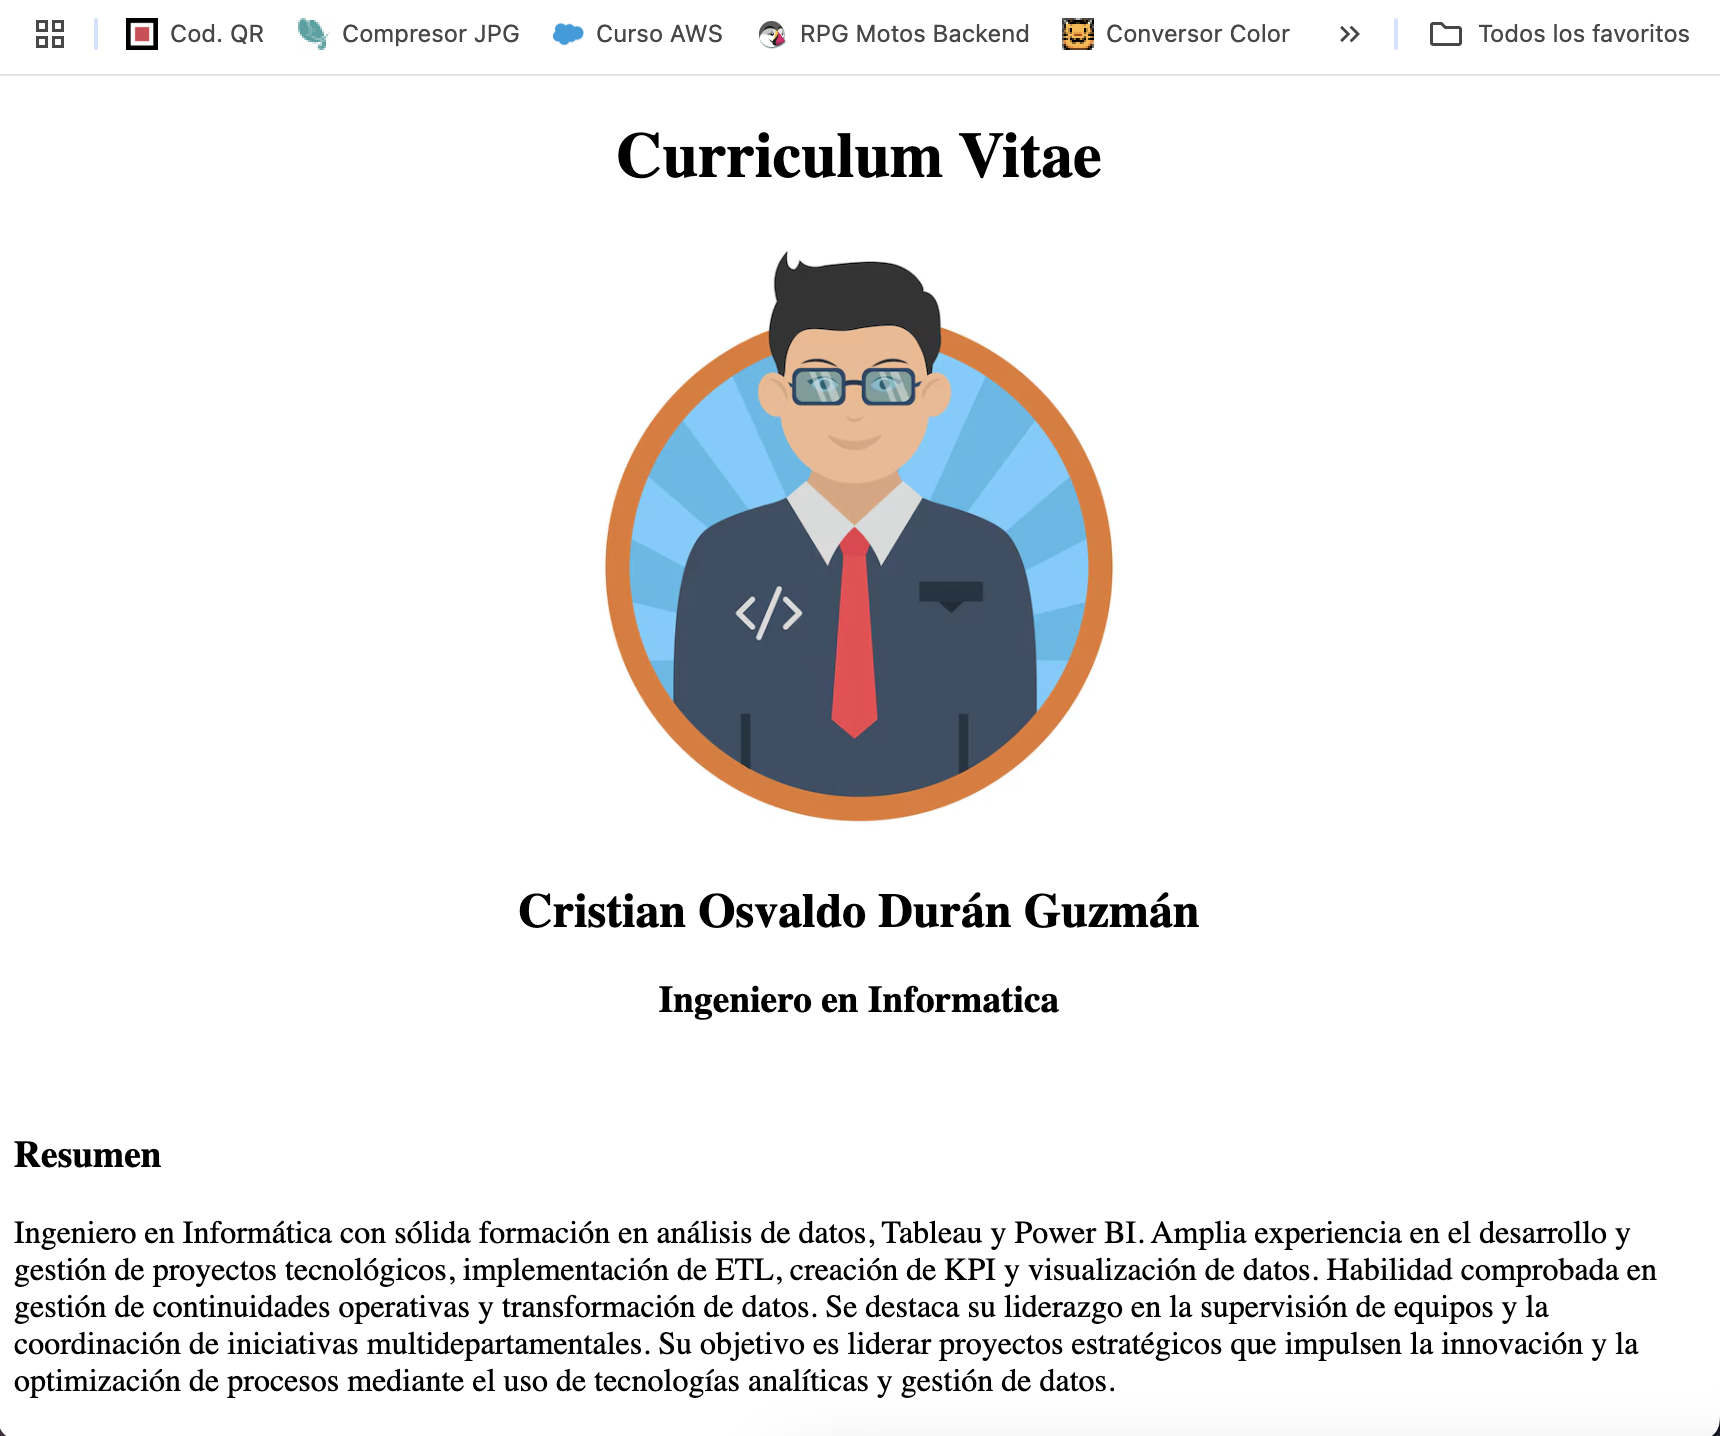 Cod. QR Compresor JPG Curso AWS RPG Motos Backend Conversor Color » Todos los favoritos
Curriculum Vitae
</>
Cristian Osvaldo Durán Guzmán
Ingeniero en Informatica
Resumen
Ingeniero en Informática con sólida formación en análisis de datos, Tableau y Power BI. Amplia experiencia en el desarrollo y
gestión de proyectos tecnológicos, implementación de ETL, creación de KPI y visualización de datos. Habilidad comprobada en
gestión de continuidades operativas y transformación de datos. Se destaca su liderazgo en la supervisión de equipos y la
coordinación de iniciativas multidepartamentales. Su objetivo es liderar proyectos estratégicos que impulsen la innovación y la
optimización de procesos mediante el uso de tecnologías analíticas y gestión de datos.